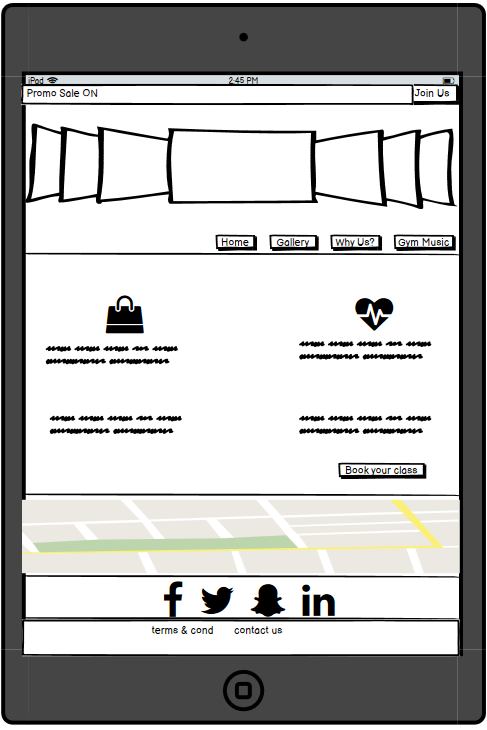 iPad 2:45 PM
Promo Sale ON Join Us
Home Gallery Why Us? Gym Music
Book your class
f in
terms & cond contact us